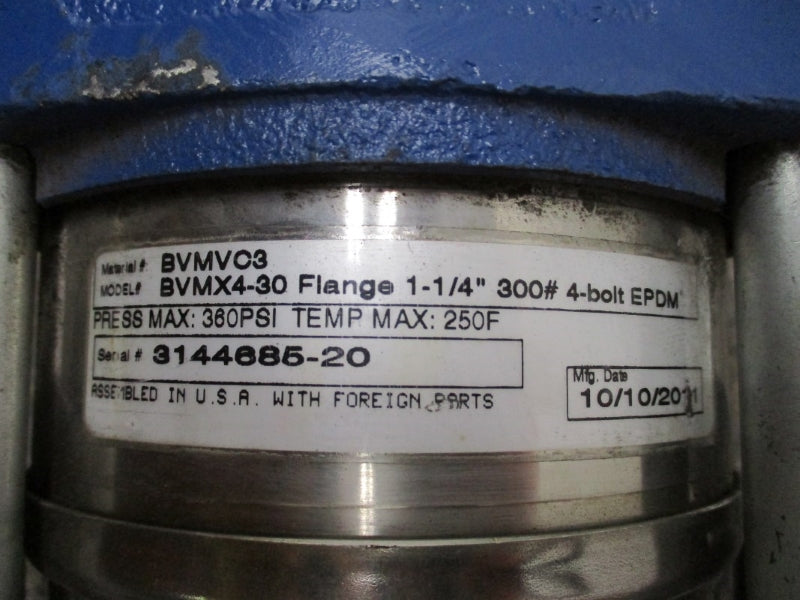 Material #: BVMVC3
MODEL# BVMX4-30 Flange 1-1/4" 300# 4-bolt EPDM
PRESS MAX: 360PSI TEMP MAX: 250F
Serial # 3144685-20
Mfg. Date
10/10/2011
ASSEMBLED IN U.S.A. WITH FOREIGN PARTS